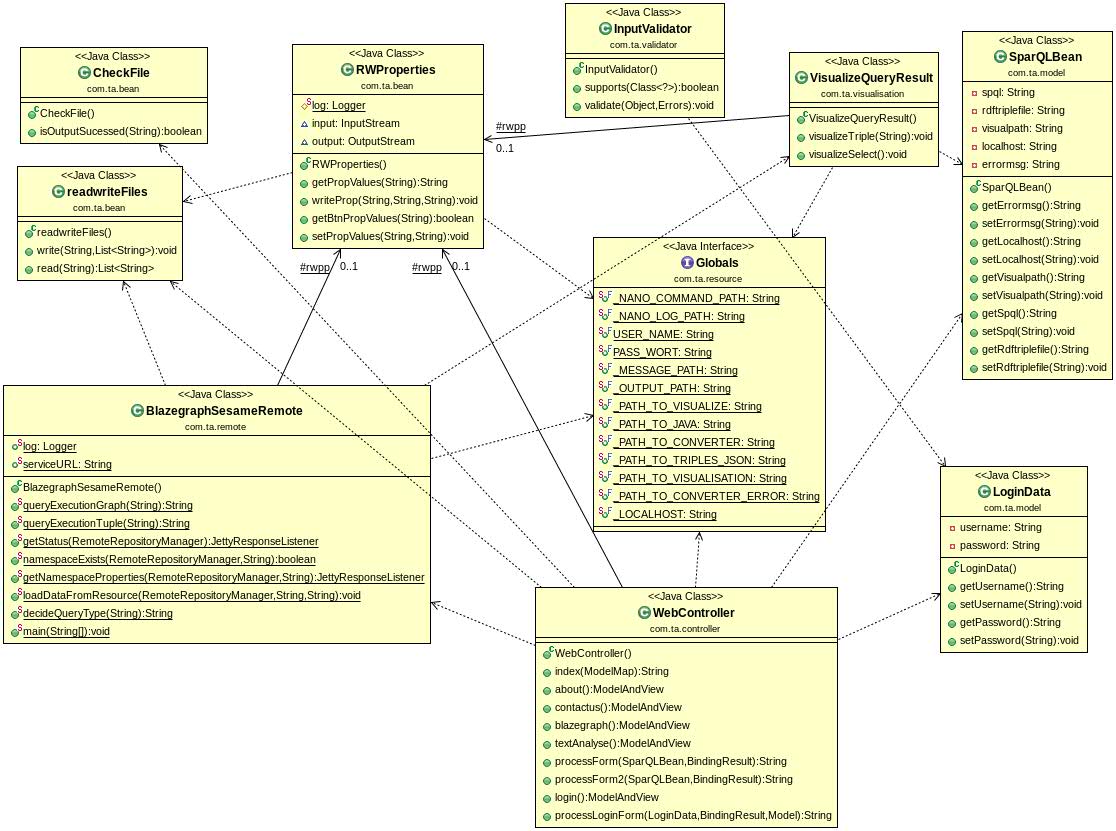 <<Java Class>>
CheckFile
com.ta.bean
CheckFile()
isOutputSucessed(String):boolean
<<Java Class>>
readwriteFiles
com.ta.bean
readwriteFiles()
write(String,List<String>):void
read(String):List<String>
<<Java Class>>
RWProperties
com.ta.bean
log: Logger
input: InputStream
output: OutputStream
RWProperties()
getPropValues(String):String
writeProp(String,String,String):void
getBtnPropValues(String):boolean
setPropValues(String,String):void
<<Java Class>>
InputValidator
com.ta.validator
InputValidator()
supports(Class<?>):boolean
validate(Object,Errors):void
<<Java Class>>
VisualizeQueryResult
com.ta.visualisation
VisualizeQueryResult()
visualizeTriple(String):void
visualizeSelect():void
<<Java Class>>
SparQLBean
com.ta.model
spql: String
rdftriplefile: String
visualpath: String
localhost: String
errormsg: String
SparQLBean()
getErrormsg():String
setErrormsg(String):void
getLocalhost():String
setLocalhost(String):void
getVisualpath():String
setVisualpath(String):void
getSpql():String
setSpql(String):void
getRdftriplefile():String
setRdftriplefile(String):void
#rwpp
0..1
#rwpp
0..1
#rwpp
0..1
<<Java Interface>>
Globals
com.ta.resource
_NANO_COMMAND_PATH: String
_NANO_LOG_PATH: String
USER_NAME: String
PASS_WORT: String
_MESSAGE_PATH: String
_OUTPUT_PATH: String
_PATH_TO_VISUALIZE: String
_PATH_TO_JAVA: String
_PATH_TO_CONVERTER: String
_PATH_TO_TRIPLES_JSON: String
_PATH_TO_VISUALISATION: String
_PATH_TO_CONVERTER_ERROR: String
_LOCALHOST: String
<<Java Class>>
BlazegraphSesameRemote
com.ta.remote
log: Logger
serviceURL: String
BlazegraphSesameRemote()
queryExecutionGraph(String):String
queryExecutionTuple(String):String
getStatus(RemoteRepositoryManager):JettyResponseListener
namespaceExists(RemoteRepositoryManager,String):boolean
getNamespaceProperties(RemoteRepositoryManager,String):JettyResponseListener
loadDataFromResource(RemoteRepositoryManager,String,String):void
decideQueryType(String):String
main(String[]):void
<<Java Class>>
LoginData
com.ta.model
username: String
password: String
LoginData()
getUsername():String
setUsername(String):void
getPassword():String
setPassword(String):void
<<Java Class>>
WebController
com.ta.controller
WebController()
index(ModelMap):String
about():ModelAndView
contactus():ModelAndView
blazegraph():ModelAndView
textAnalyse():ModelAndView
processForm(SparQLBean,BindingResult):String
processForm2(SparQLBean,BindingResult):String
login():ModelAndView
processLoginForm(LoginData,BindingResult,Model):String